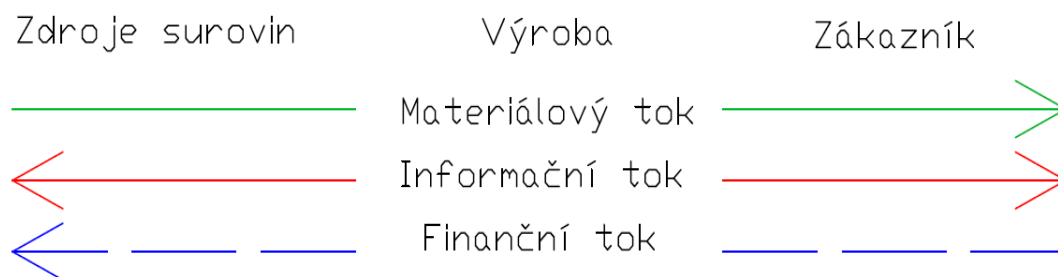 Zdroje surovin Výroba Zákazník
Materiálový tok
Informační tok
Finanční tok